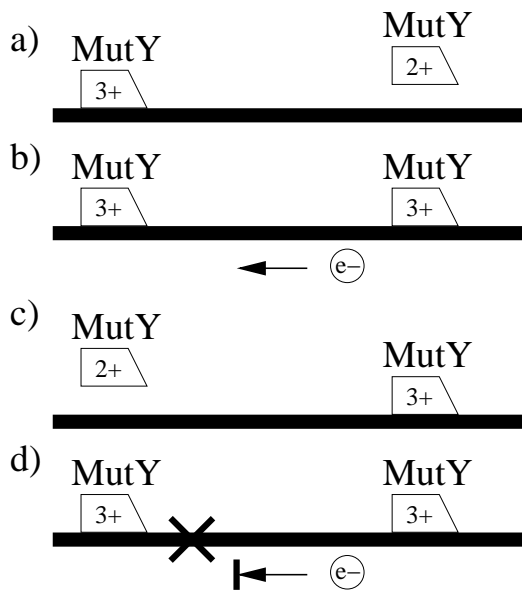 a) MutY MutY
3+ 2+
b) MutY MutY
3+ 3+
e−
c) MutY MutY
2+ 3+
d) MutY MutY
3+ 3+
e−